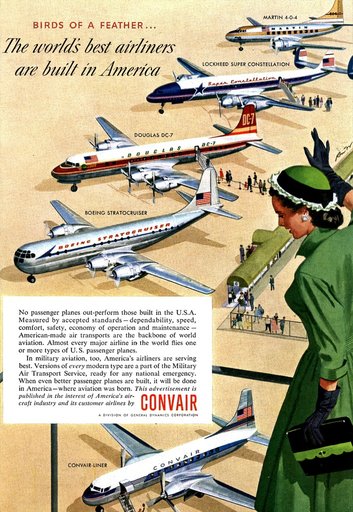 BIRDS OF A FEATHER...
The world's best airliners
are built in America
MARTIN 4-0-4
MARTIN
LOCKHEED SUPER CONSTELLATION
Super Constellation
DOUGLAS DC-7
DC-7
DOUGLAS DC-7
BOEING STRATOCRUISER
BOEING STRATOCRUISER
No passenger planes out-perform those built in the U.S.A.
Measured by accepted standards – dependability, speed,
comfort, safety, economy of operation and maintenance –
American-made air transports are the backbone of world
aviation. Almost every major airline in the world flies one
or more types of U. S. passenger planes.
In military aviation, too, America's airliners are serving
best. Versions of every modern type are a part of the Military
Air Transport Service, ready for any national emergency.
When even better passenger planes are built, it will be done
in America – where aviation was born. This advertisement is
published in the interest of America's air-
craft industry and its customer airlines by
CONVAIR
A DIVISION OF GENERAL DYNAMICS CORPORATION
CONVAIR-LINER
CONVAIR